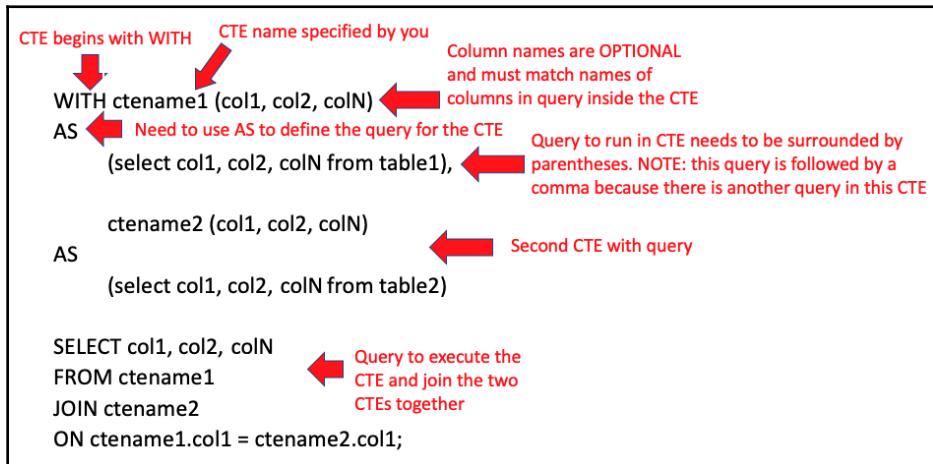 CTE begins with WITH
CTE name specified by you
Column names are OPTIONAL
and must match names of
columns in query inside the CTE
WITH ctename1 (col1, col2, colN)
AS
Need to use AS to define the query for the CTE
(select col1, col2, colN from table1),
Query to run in CTE needs to be surrounded by
parentheses. NOTE: this query is followed by a
comma because there is another query in this CTE
ctename2 (col1, col2, colN)
AS
Second CTE with query
(select col1, col2, colN from table2)
SELECT col1, col2, colN
FROM ctename1
JOIN ctename2
ON ctename1.col1 = ctename2.col1;
Query to execute the
CTE and join the two
CTEs together